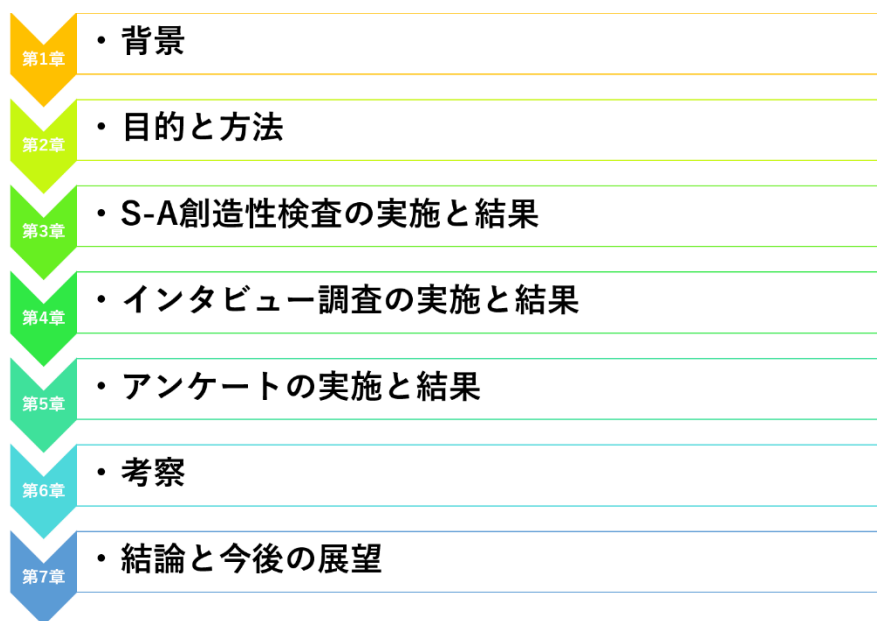 第1章
・背景
第2章
・目的と方法
第3章
・S-A創造性検査の実施と結果
第4章
・インタビュー調査の実施と結果
第5章
・アンケートの実施と結果
第6章
・考察
第7章
・結論と今後の展望